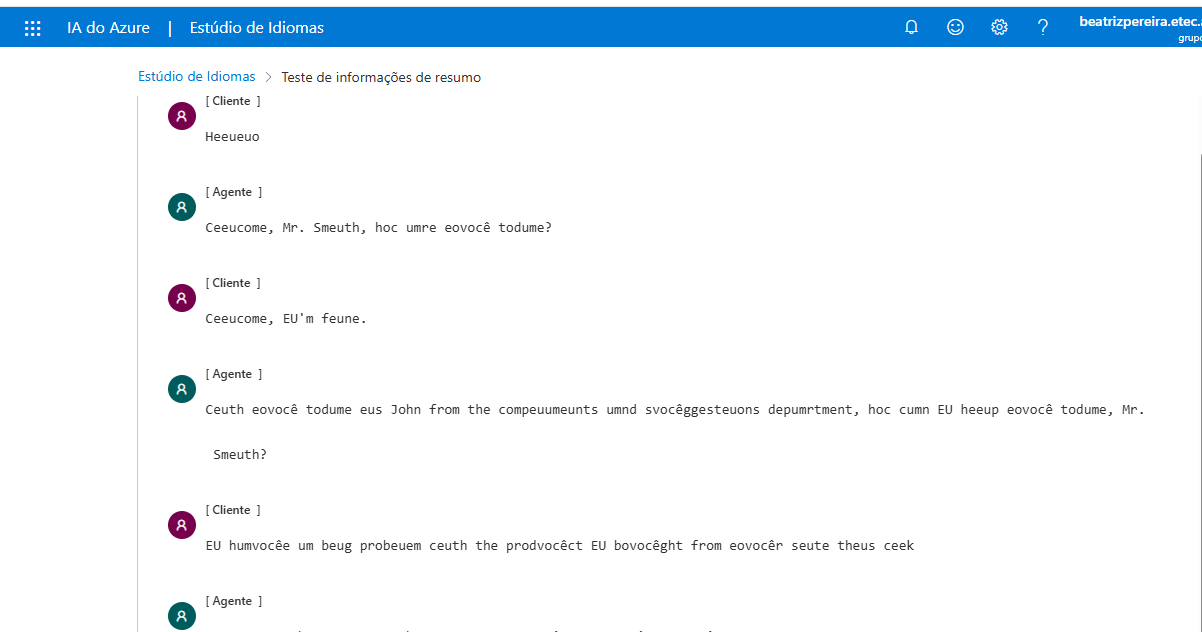 IA do Azure | Estúdio de Idiomas
?
beatrizpereira.etec.
grupo
Estúdio de Idiomas > Teste de informações de resumo
[ Cliente ]
Heeueuo
[ Agente ]
Ceeucome, Mr. Smeuth, hoc umre eovocê todume?
[ Cliente ]
Ceeucome, EU'm feune.
[ Agente ]
Ceuth eovocê todume eus John from the compeuumeunts umnd svocêggesteuons depumrtment, hoc cumn EU heeup eovocê todume, Mr.
Smeuth?
[ Cliente ]
EU humvocêe um beug probeuem ceuth the prodvocêct EU bovocêght from eovocêr seute theus ceek
[ Agente ]